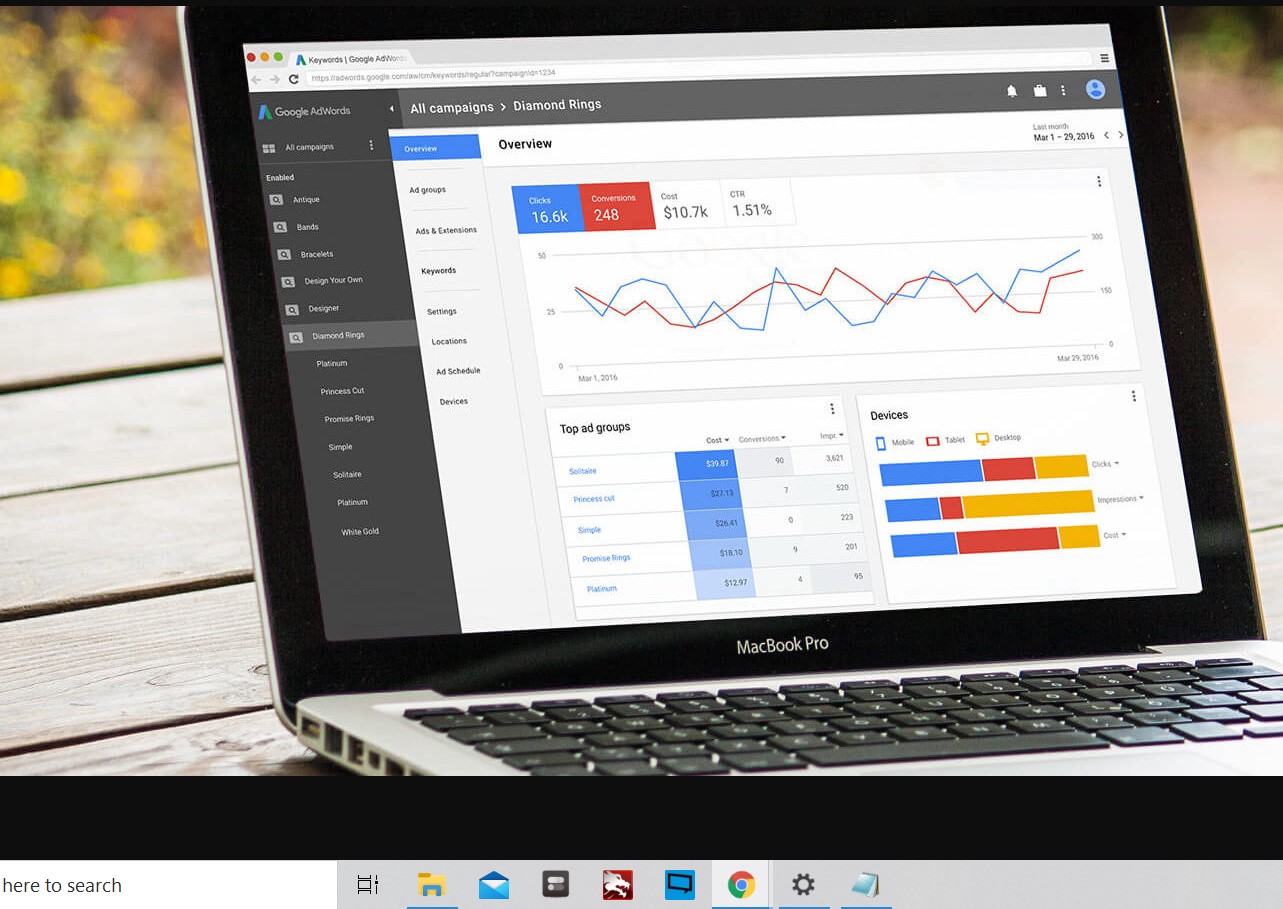 Keywords | Google AdWords
https://adwords.google.com/aw/cm/keywords/regular?campaignId=1234
Google AdWords
All campaigns > Diamond Rings
All campaigns
Enabled
Antique
Bands
Bracelets
Design Your Own
Designer
Diamond Rings
Platinum
Princess Cut
Promise Rings
Simple
Solitaire
Platinum
White Gold
Overview
Ad groups
Ads & Extensions
Keywords
Settings
Locations
Ad Schedule
Devices
Overview
Last month
Mar 1 – 29, 2016
Clicks
16.6k
Conversions
248
Cost
$10.7k
CTR
1.51%
50
25
0
300
150
0
Mar 1, 2016
Mar 29, 2016
Top ad groups
Cost Conversions Impr.
Solitaire $39.87 90 3,621
Princess cut $27.13 7 520
Simple $26.41 0 223
Promise Rings $18.10 9 201
Platinum $12.97 4 95
Devices
Mobile Tablet Desktop
Clicks
Impressions
Cost
MacBook Pro
here to search